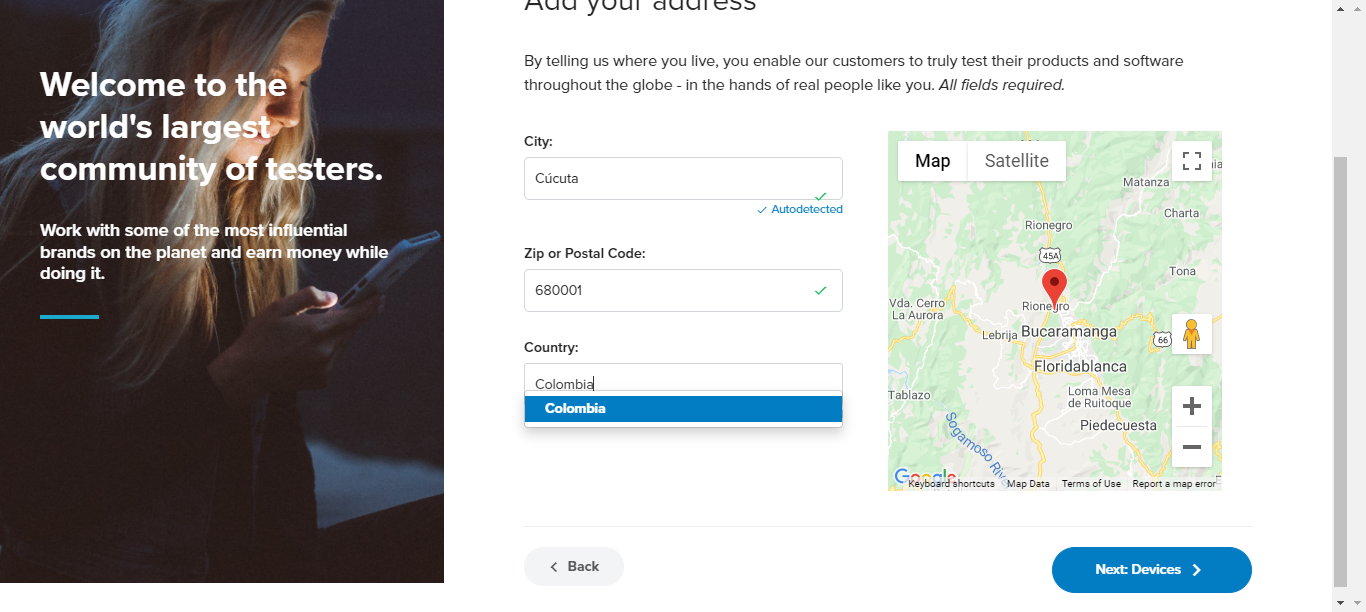 Add your address
Welcome to the
world's largest
community of testers.
Work with some of the most influential
brands on the planet and earn money while
doing it.
By telling us where you live, you enable our customers to truly test their products and software
throughout the globe - in the hands of real people like you. All fields required.
City:
Cúcuta
Autodetected
Zip or Postal Code:
680001
Country:
Colombia
Colombia
Map
Satellite
Matanza
Charta
Rionegro
45A
Tona
Vda. Cerro
La Aurora
Rionegro
Lebrija
Bucaramanga
66
Floridablanca
Tablazo
Loma Mesa
de Ruitoque
Piedecuesta
Sogamoso Riv
Google
Keyboard shortcuts
Map Data
Terms of Use
Report a map error
Back
Next: Devices